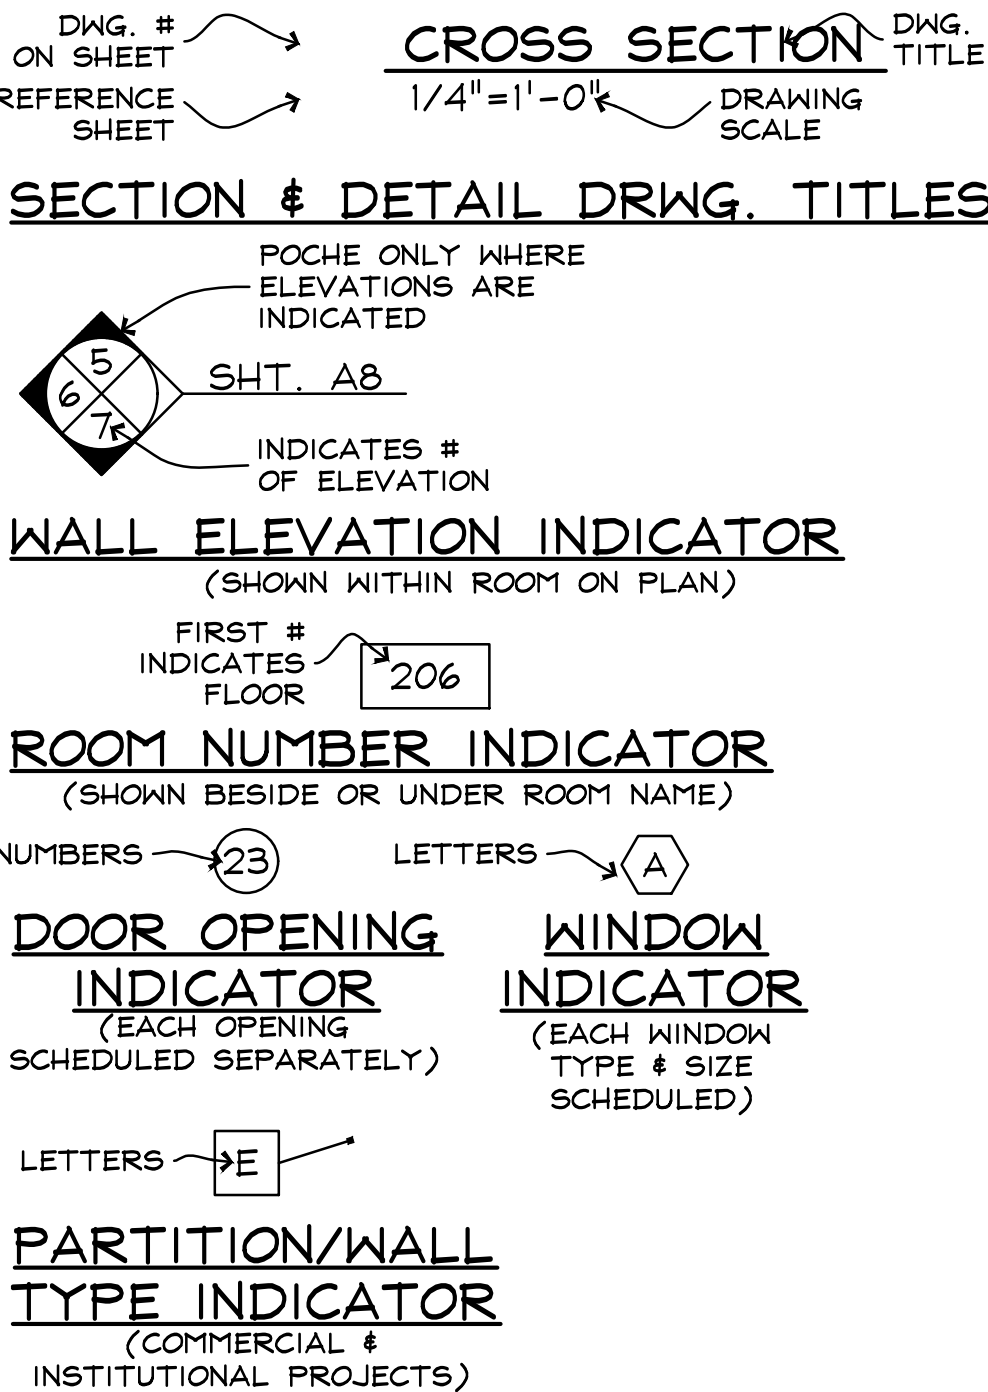 DWG. #
ON SHEET
CROSS SECTION
DWG.
TITLE
REFERENCE
SHEET
1/4"=1'-0"
DRAWING
SCALE
SECTION & DETAIL DRWG. TITLES
POCHE ONLY WHERE
ELEVATIONS ARE
INDICATED
5
6
7
SHT. A8
INDICATES #
OF ELEVATION
WALL ELEVATION INDICATOR
(SHOWN WITHIN ROOM ON PLAN)
FIRST #
INDICATES
FLOOR
206
ROOM NUMBER INDICATOR
(SHOWN BESIDE OR UNDER ROOM NAME)
NUMBERS
23
LETTERS
A
DOOR OPENING
INDICATOR
(EACH OPENING
SCHEDULED SEPARATELY)
WINDOW
INDICATOR
(EACH WINDOW
TYPE & SIZE
SCHEDULED)
LETTERS
E
PARTITION/WALL
TYPE INDICATOR
(COMMERCIAL &
INSTITUTIONAL PROJECTS)